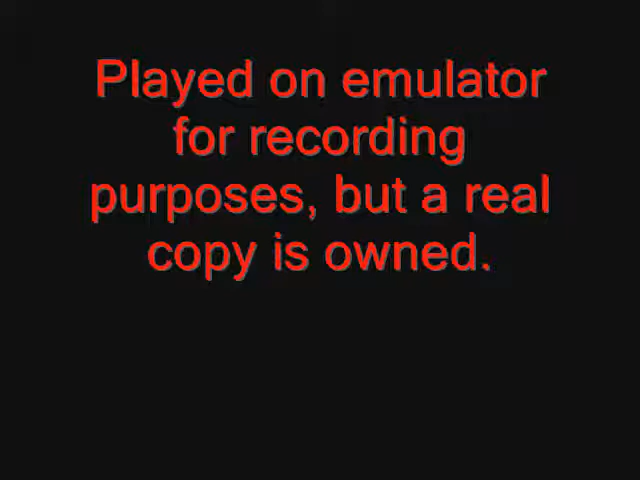 Played on emulator
for recording
purposes, but a real
copy is owned.